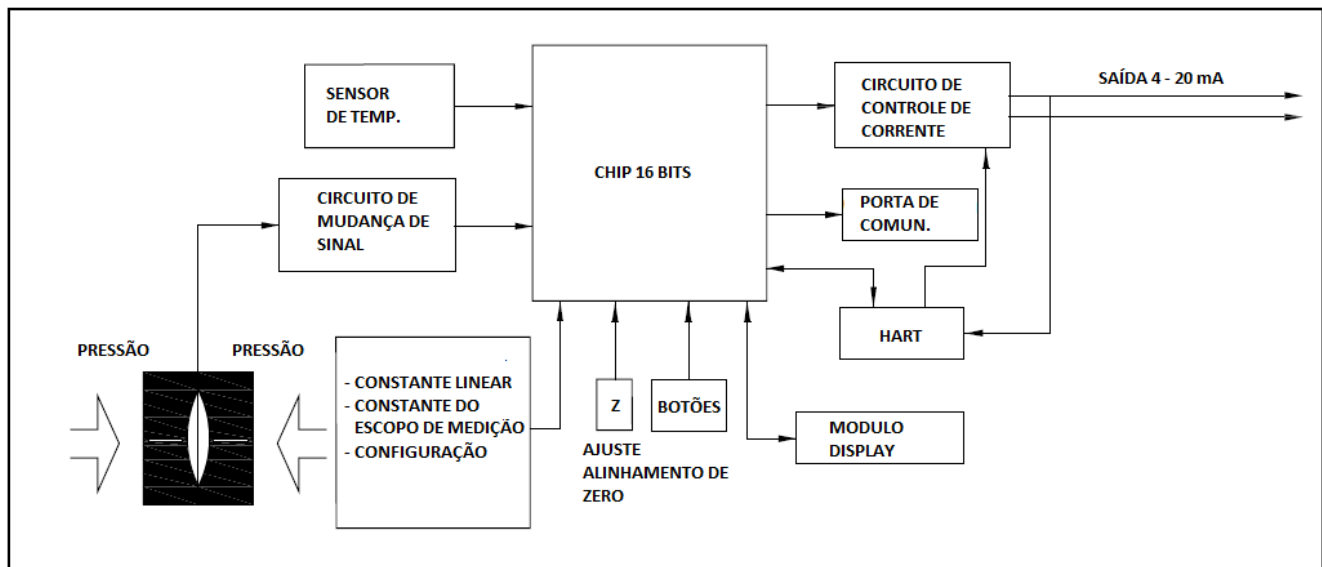 SENSOR
DE TEMP.
CIRCUITO DE
MUDANÇA DE
SINAL
CHIP 16 BITS
CIRCUITO DE
CONTROLE DE
CORRENTE
SAÍDA 4 - 20 mA
PORTA DE
COMUN.
HART
PRESSÃO
PRESSÃO
- CONSTANTE LINEAR
- CONSTANTE DO
ESCOPO DE MEDIÇÄO
- CONFIGURAÇÃO
Z
AJUSTE
ALINHAMENTO DE
ZERO
BOTÕES
MODULO
DISPLAY